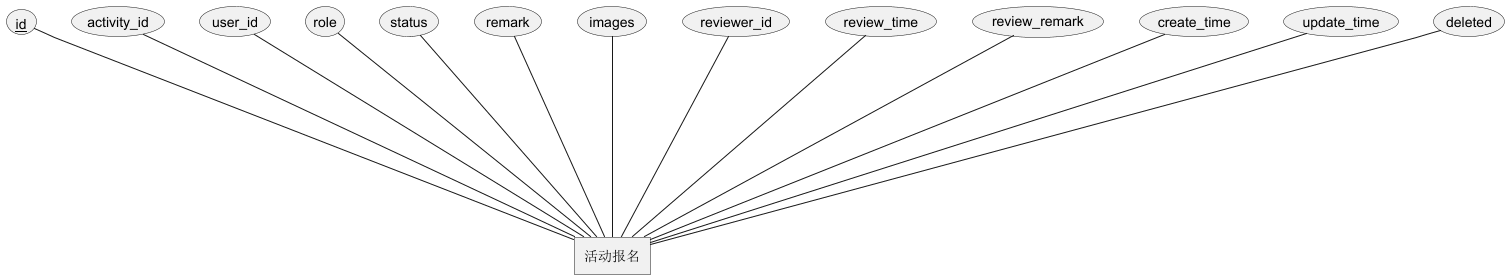 id
activity_id
user_id
role
status
remark
images
reviewer_id
review_time
review_remark
create_time
update_time
deleted
活动报名